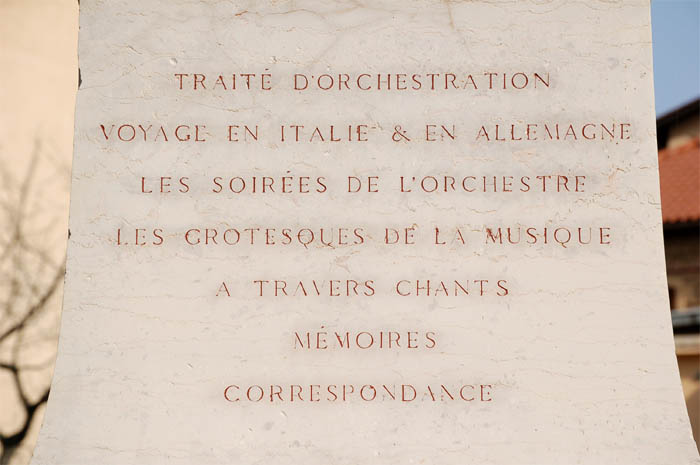 TRAITÉ D'ORCHESTRATION
VOYAGE EN ITALIE & EN ALLEMAGNE
LES SOIRÉES DE L'ORCHESTRE
LES GROTESQUES DE LA MUSIQUE
A TRAVERS CHANTS
MÉMOIRES
CORRESPONDANCE